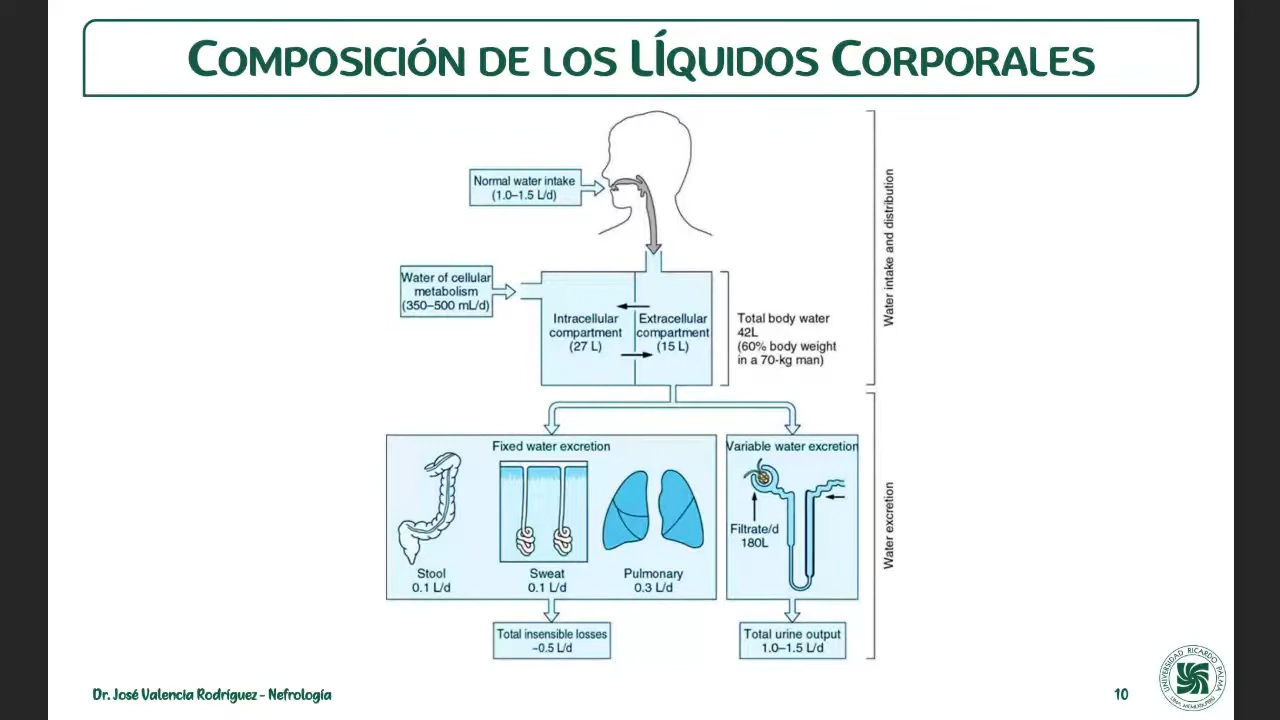 COMPOSICIÓN DE LOS LÍQUIDOS CORPORALES
Normal water intake
(1.0–1.5 L/d)
Water intake and distribution
Water of cellular
metabolism
(350–500 mL/d)
Intracellular
compartment
(27 L)
Extracellular
compartment
(15 L)
Total body water
42L
(60% body weight
in a 70-kg man)
Fixed water excretion
Stool
0.1 L/d
Sweat
0.1 L/d
Pulmonary
0.3 L/d
Variable water excretion
Filtrate/d
180L
Water excretion
Total insensible losses
~0.5 L/d
Total urine output
1.0–1.5 L/d
Dr. José Valencia Rodríguez - Nefrología
10
UNIVERSIDAD RICARDO PALMA